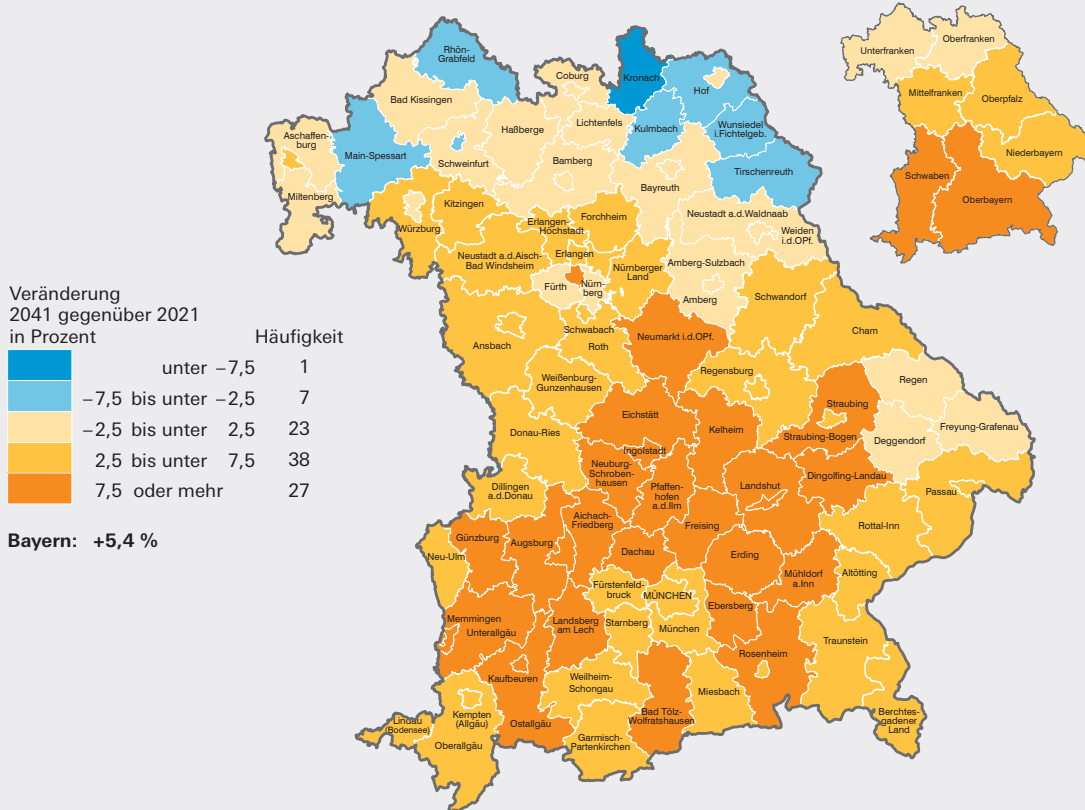 Veränderung
2041 gegenüber 2021
in Prozent Häufigkeit
unter –7,5 1
–7,5 bis unter –2,5 7
–2,5 bis unter 2,5 23
2,5 bis unter 7,5 38
7,5 oder mehr 27
Bayern: +5,4 %
Rhön-
Grabfeld
Coburg
Kronach
Hof
Bad Kissingen
Lichtenfels
Kulmbach
Wunsiedel
i.Fichtelgeb.
Haßberge
Aschaffen-
burg
Main-Spessart
Schweinfurt
Bamberg
Bayreuth
Tirschenreuth
Miltenberg
Würzburg
Kitzingen
Erlangen-
Höchstadt
Forchheim
Neustadt a.d.Waldnaab
Weiden
i.d.OPf.
Neustadt a.d.Aisch-
Bad Windsheim
Erlangen
Fürth
Nürn-
berg
Nürnberger
Land
Amberg-Sulzbach
Amberg
Schwandorf
Ansbach
Schwabach
Roth
Neumarkt i.d.OPf.
Cham
Weißenburg-
Gunzenhausen
Regensburg
Regen
Eichstätt
Straubing
Freyung-Grafenau
Donau-Ries
Kelheim
Straubing-Bogen
Deggendorf
Ingolstadt
Neuburg-
Schroben-
hausen
Dingolfing-Landau
Dillingen
a.d.Donau
Pfaffen-
hofen
a.d.Ilm
Landshut
Passau
Aichach-
Friedberg
Freising
Rottal-Inn
Günzburg
Augsburg
Dachau
Erding
Neu-Ulm
Mühldorf
a.Inn
Altötting
Fürstenfeld-
bruck
MÜNCHEN
Ebersberg
Memmingen
Unterallgäu
Landsberg
am Lech
Starnberg
München
Traunstein
Rosenheim
Kaufbeuren
Weilheim-
Schongau
Miesbach
Bad Tölz-
Wolfratshausen
Berchtes-
gadener
Land
Lindau
(Bodensee)
Kempten
(Allgäu)
Ostallgäu
Oberallgäu
Garmisch-
Partenkirchen
Unterfranken
Oberfranken
Mittelfranken
Oberpfalz
Niederbayern
Schwaben
Oberbayern